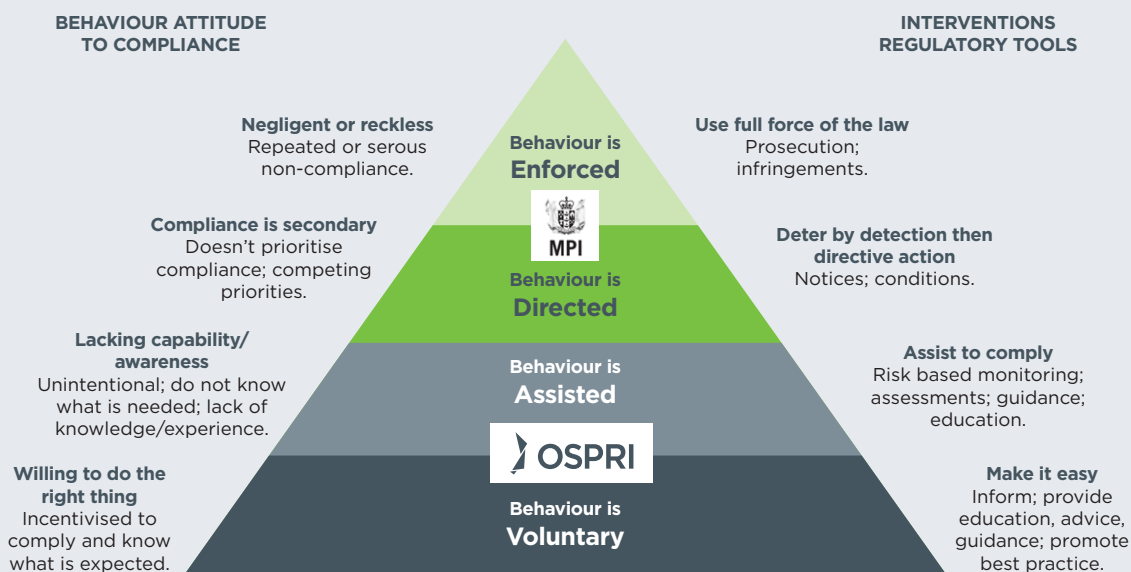 BEHAVIOUR ATTITUDE
TO COMPLIANCE
INTERVENTIONS
REGULATORY TOOLS
Negligent or reckless
Repeated or serous
non-compliance.
Behaviour is
Enforced
Use full force of the law
Prosecution;
infringements.
MPI
Compliance is secondary
Doesn't prioritise
compliance; competing
priorities.
Behaviour is
Directed
Deter by detection then
directive action
Notices; conditions.
Lacking capability/
awareness
Unintentional; do not know
what is needed; lack of
knowledge/experience.
Behaviour is
Assisted
Assist to comply
Risk based monitoring;
assessments; guidance;
education.
OSPRI
Willing to do the
right thing
Incentivised to
comply and know
what is expected.
Behaviour is
Voluntary
Make it easy
Inform; provide
education, advice,
guidance; promote
best practice.